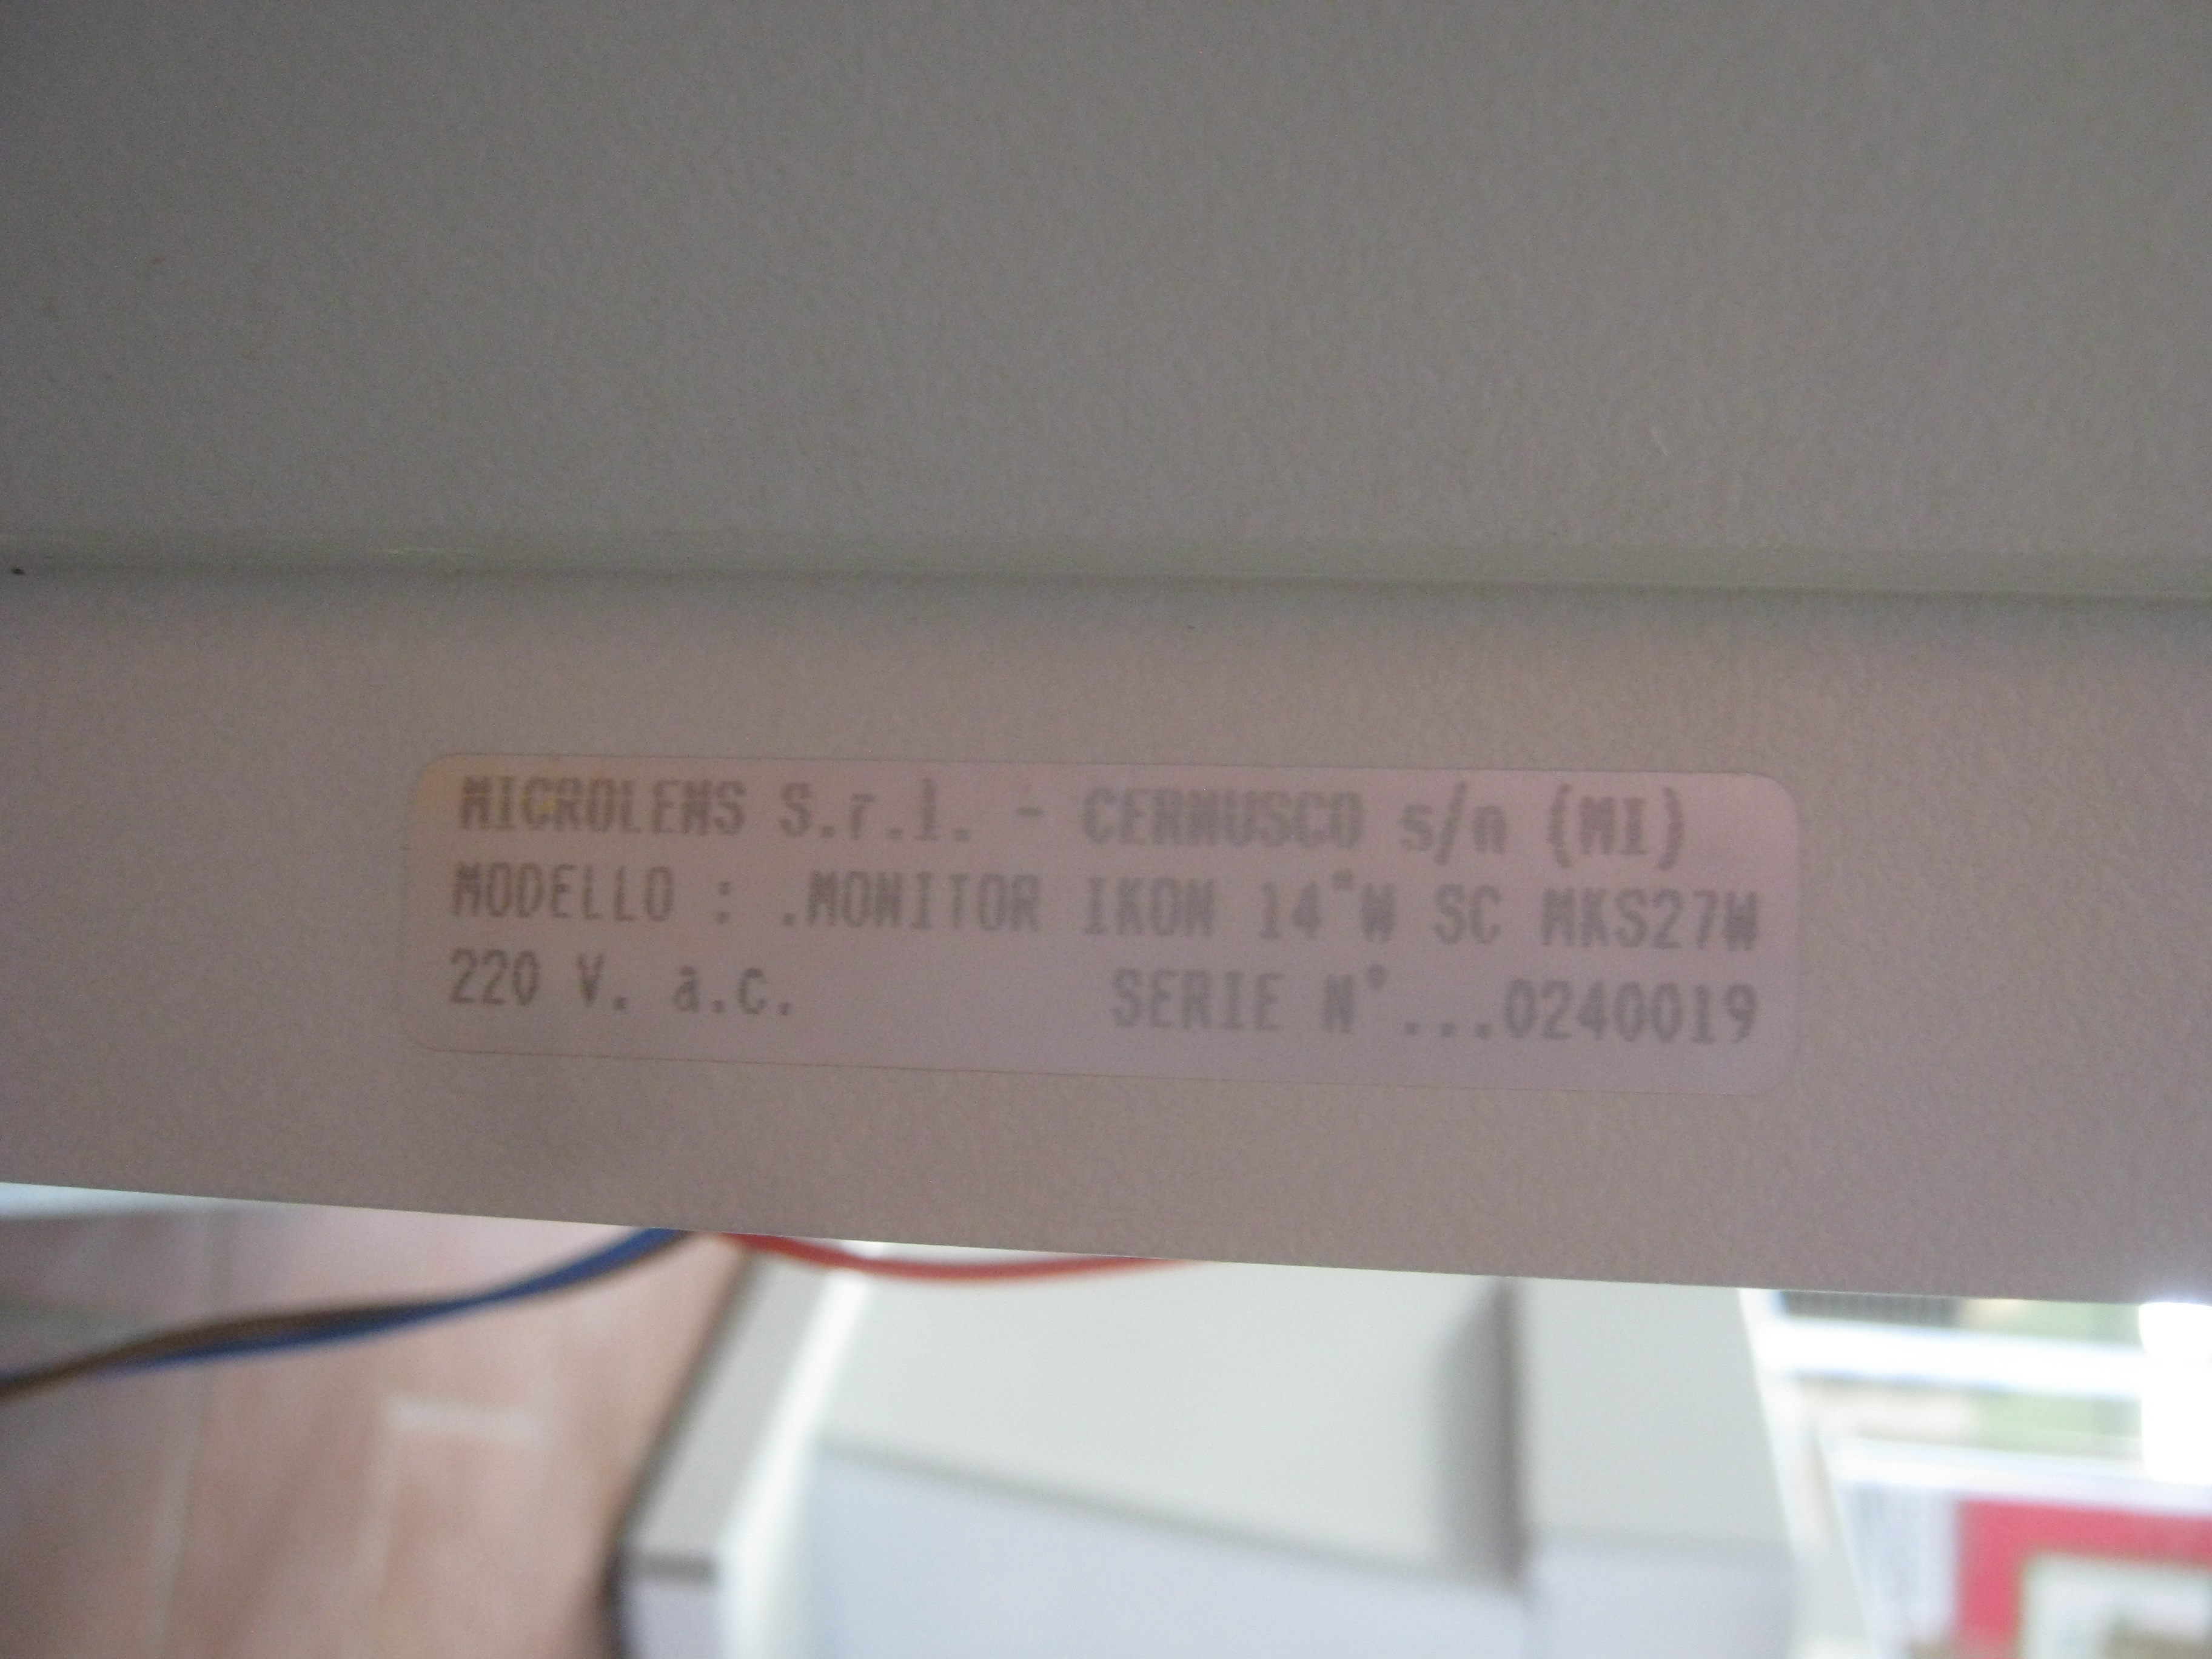 MICROLENS S.r.l. - CERNUSCO s/n (MI)
MODELLO : .MONITOR IKON 14"W SC MKS27W
220 V. a.c. SERIE N°...0240019